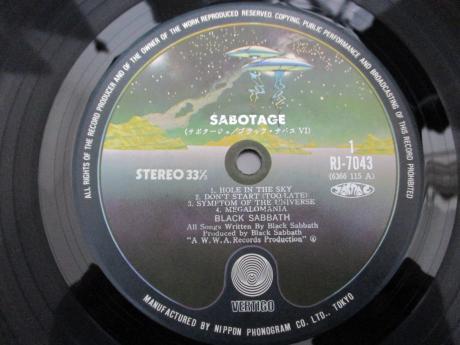 ALL RIGHTS OF THE RECORD PRODUCER AND OF THE OWNER OF THE WORK REPRODUCED RESERVED. COPYING, PUBLIC PERFORMANCE AND BROADCASTING OF THIS RECORD PROHIBITED
SABOTAGE
(サボタージュ/ブラック・サバス VI)
1
STEREO 33⅓
RJ-7043
(6366 115 A)
1. HOLE IN THE SKY
2. DON'T START (TOO LATE)
3. SYMPTOM OF THE UNIVERSE
4. MEGALOMANIA
BLACK SABBATH
All Songs Written By Black Sabbath
Produced by Black Sabbath
"A W.W.A. Records Production" Ⓟ
VERTIGO
MANUFACTURED BY NIPPON PHONOGRAM CO. LTD., TOKYO